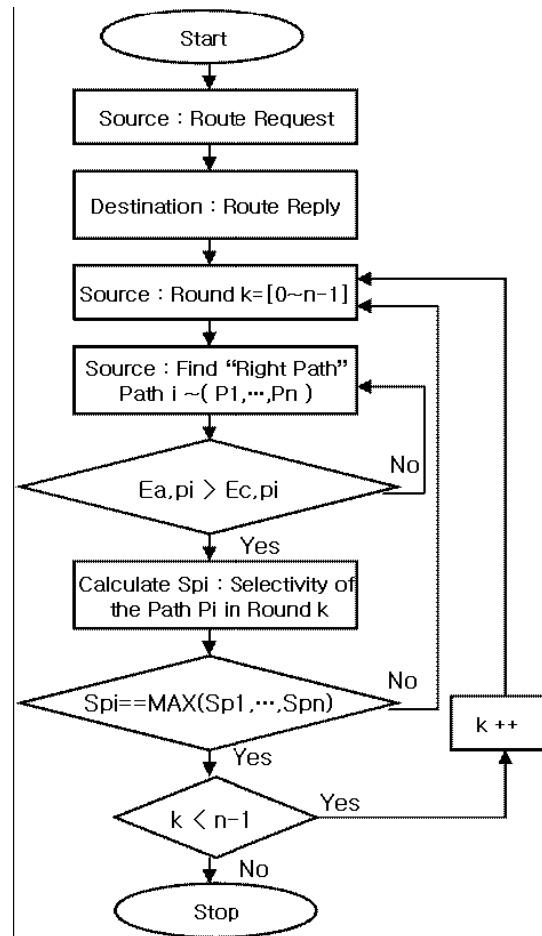 Start
Source : Route Request
Destination : Route Reply
Source : Round k=[0~n-1]
Source : Find “Right Path”
Path i ~( P1,⋯,Pn )
No
Ea,pi > Ec,pi
Yes
Calculate Spi : Selectivity of
the Path Pi in Round k
No
Spi==MAX(Sp1,⋯,Spn)
k ++
Yes
Yes
k < n-1
No
Stop